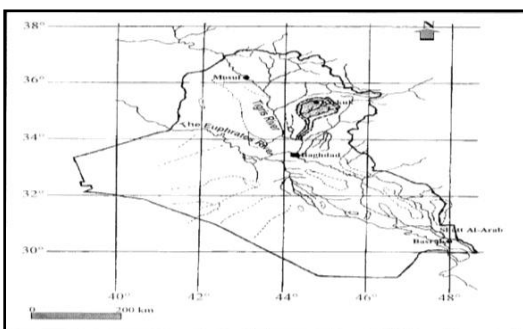 N
38°
36°
Mosul
Tigris River
34°
The Euphrates River
Baghdad
32°
Shatt Al-Arab
Basrah
30°
40° 42° 44° 46° 48°
0 200 km